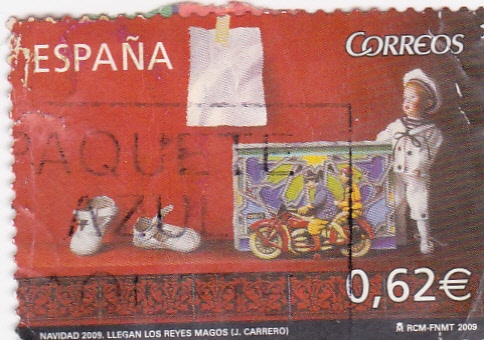 ESPAÑA
CORREOS
PAQUETE
AZUL
0,62€
NAVIDAD 2009. LLEGAN LOS REYES MAGOS (J. CARRERO)
RCM-FNMT 2009